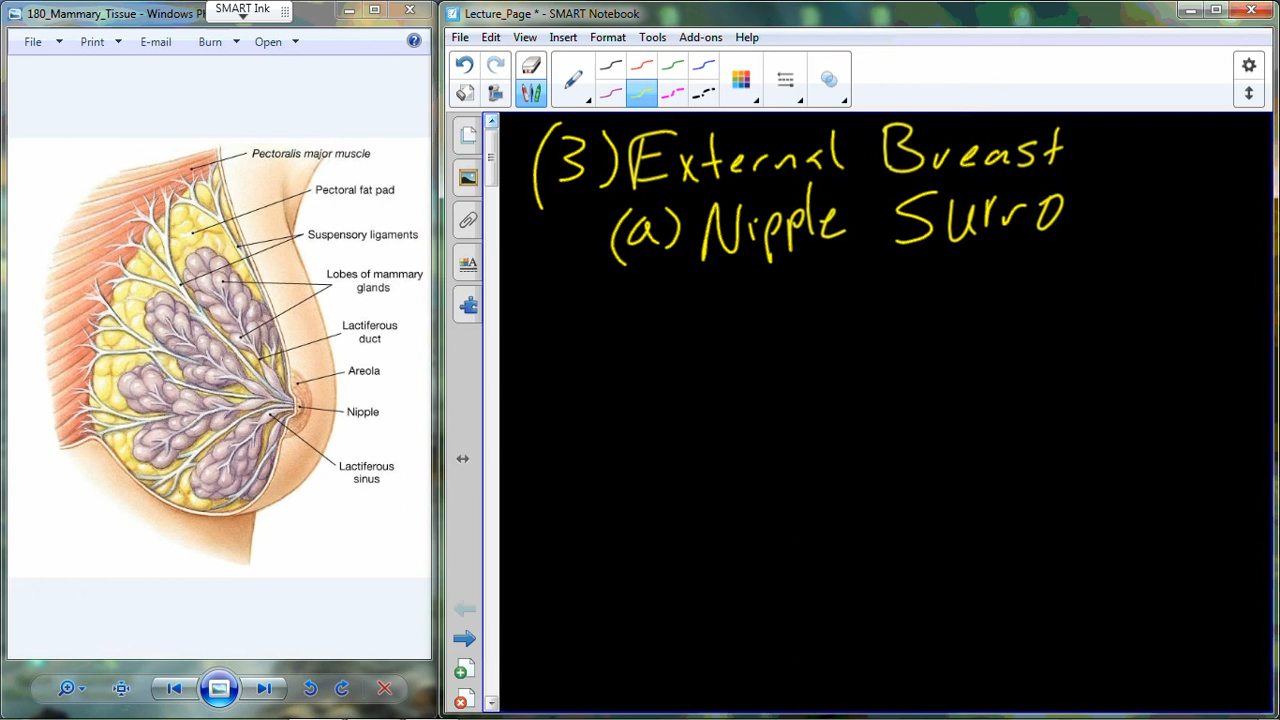 180_Mammary_Tissue - Windows Ph
SMART Ink
File Print E-mail Burn Open
Pectoralis major muscle
Pectoral fat pad
Suspensory ligaments
Lobes of mammary
glands
Lactiferous
duct
Areola
Nipple
Lactiferous
sinus
Lecture_Page * - SMART Notebook
File Edit View Insert Format Tools Add-ons Help
(3) External Breast
(a) Nipple Surro